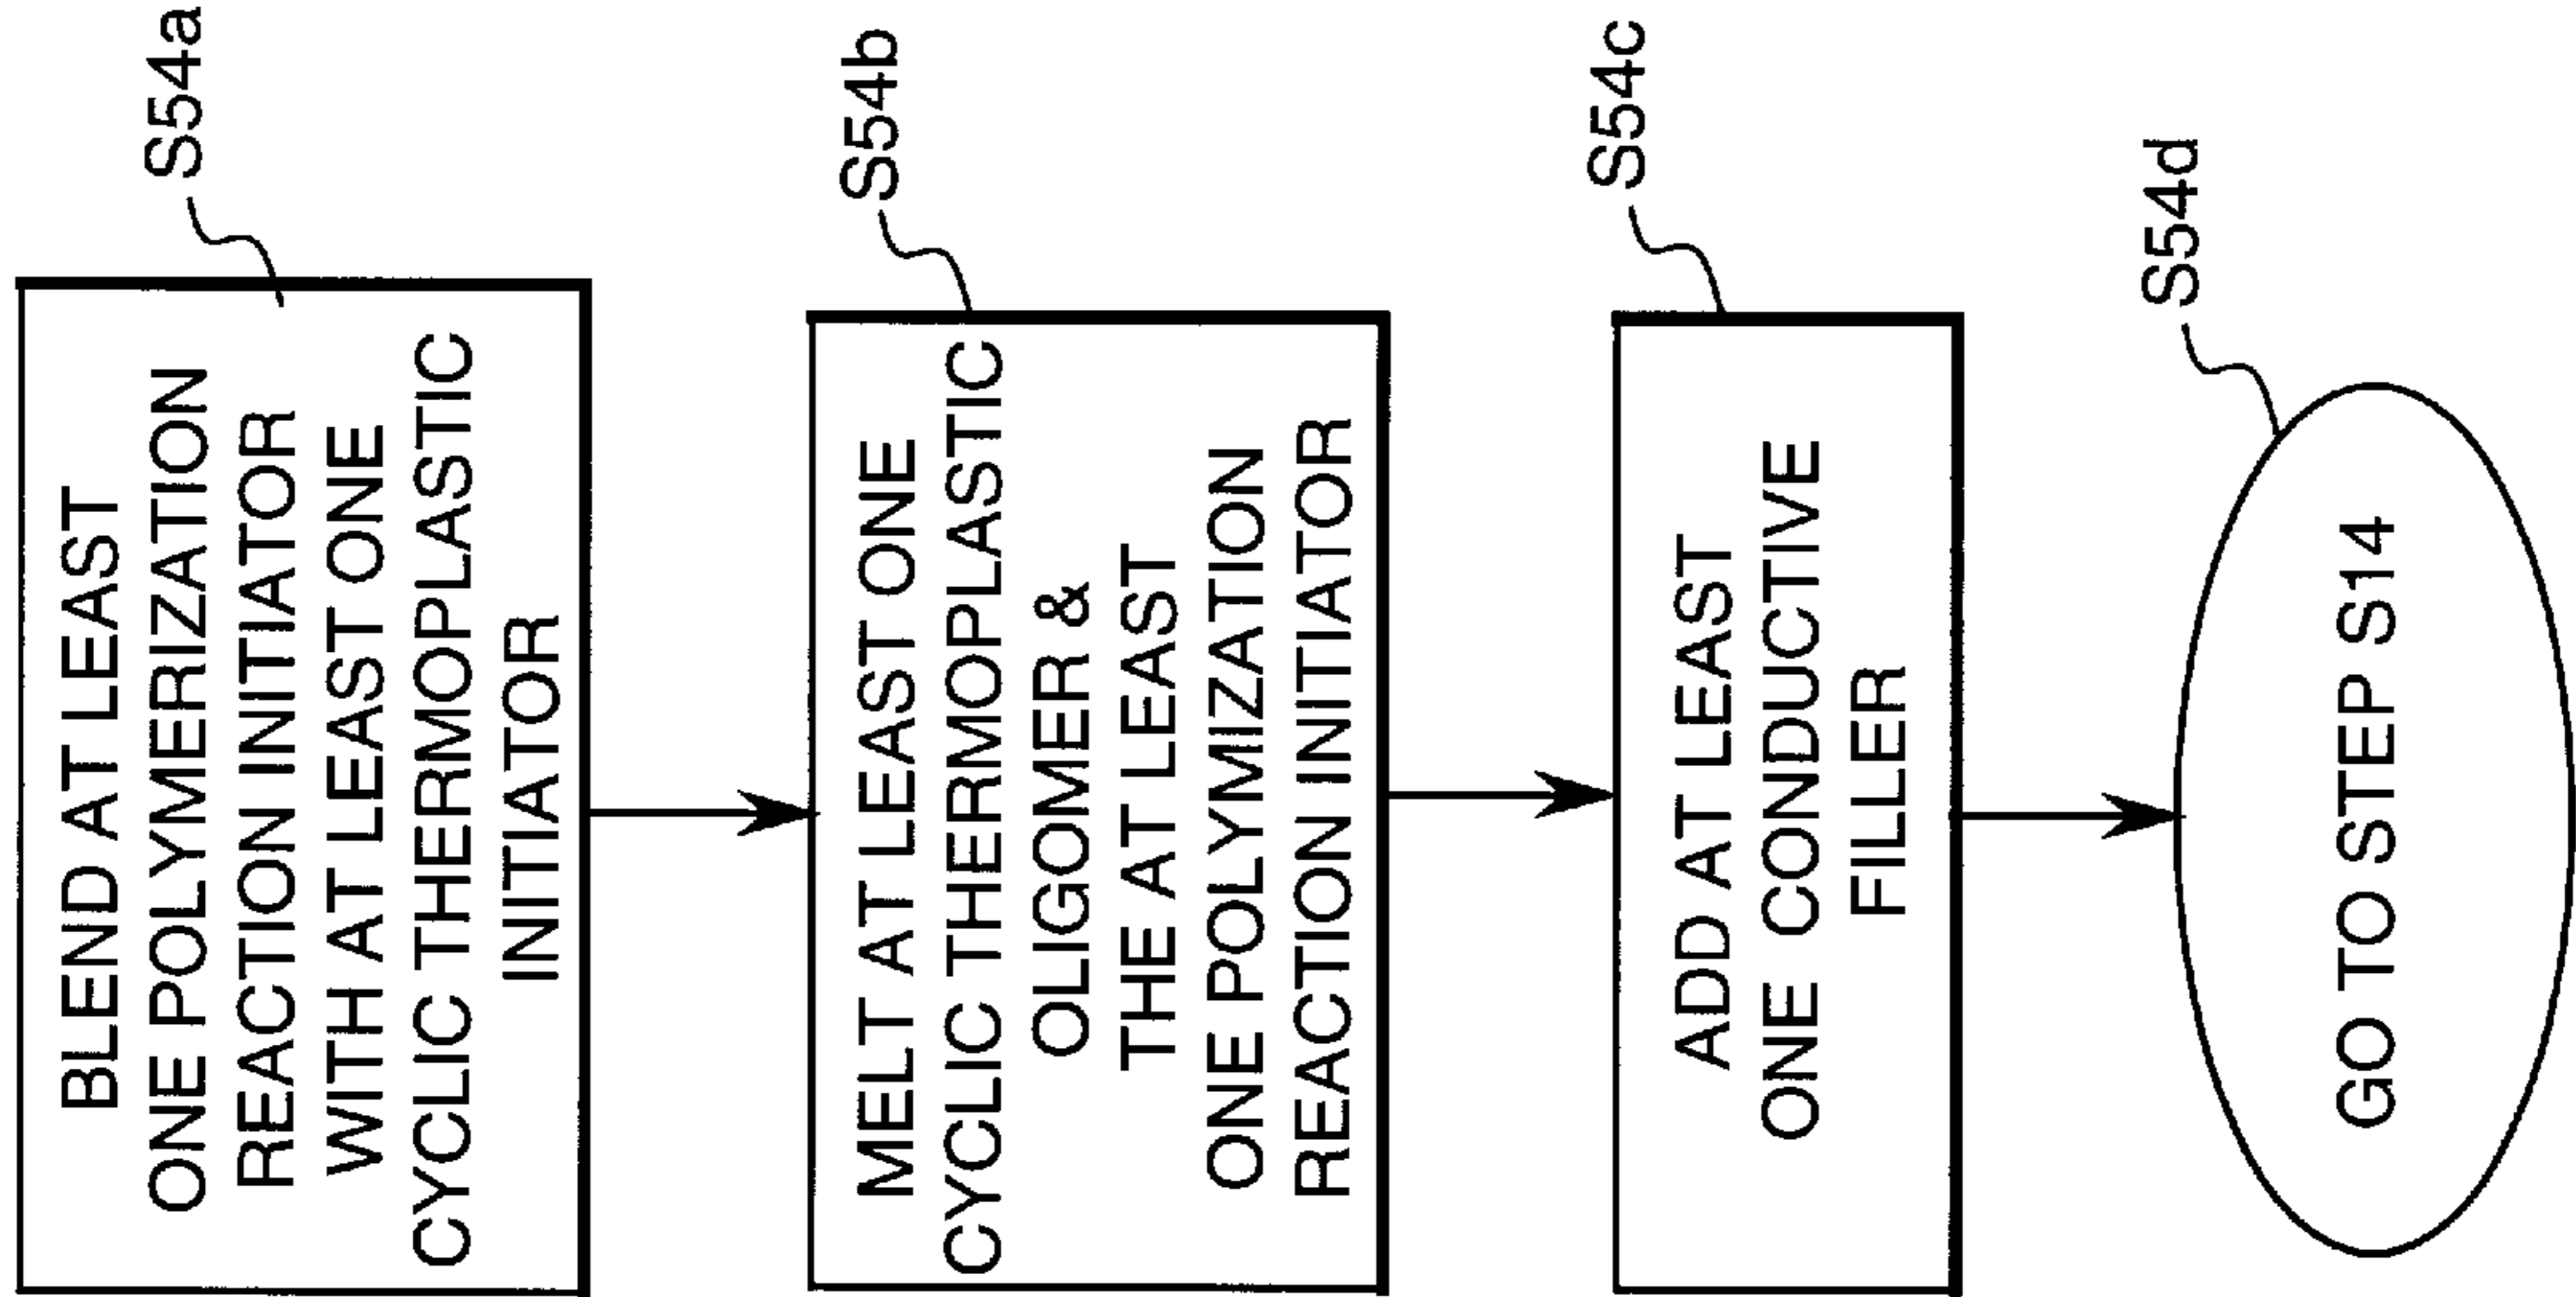 BLEND AT LEAST
ONE POLYMERIZATION
REACTION INITIATOR
WITH AT LEAST ONE
CYCLIC THERMOPLASTIC
INITIATOR
S54a
MELT AT LEAST ONE
CYCLIC THERMOPLASTIC
OLIGOMER &
THE AT LEAST
ONE POLYMIZATION
REACTION INITIATOR
S54b
ADD AT LEAST
ONE CONDUCTIVE
FILLER
S54c
GO TO STEP S14
S54d